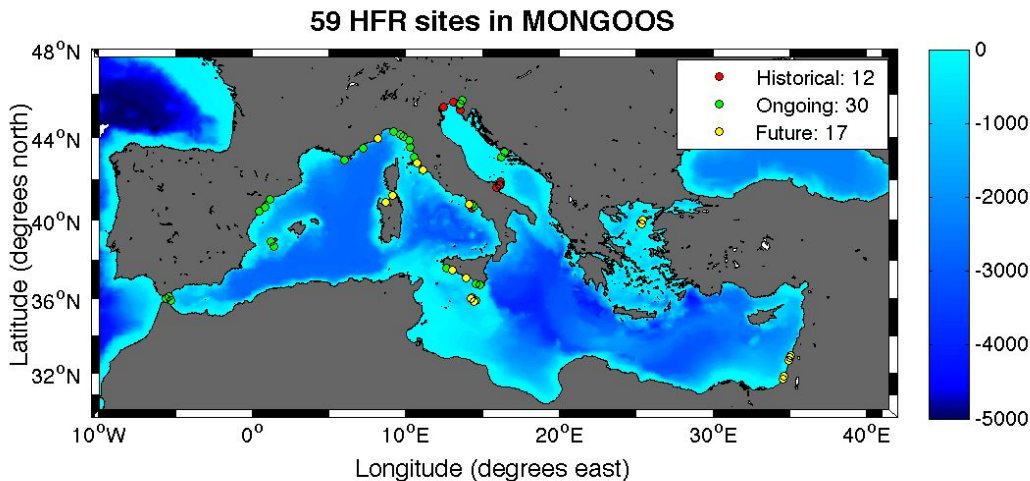 59 HFR sites in MONGOOS
Historical: 12
Ongoing: 30
Future: 17
48°N
44°N
40°N
36°N
32°N
Latitude (degrees north)
10°W
0°
10°E
20°E
30°E
40°E
Longitude (degrees east)
0
-1000
-2000
-3000
-4000
-5000